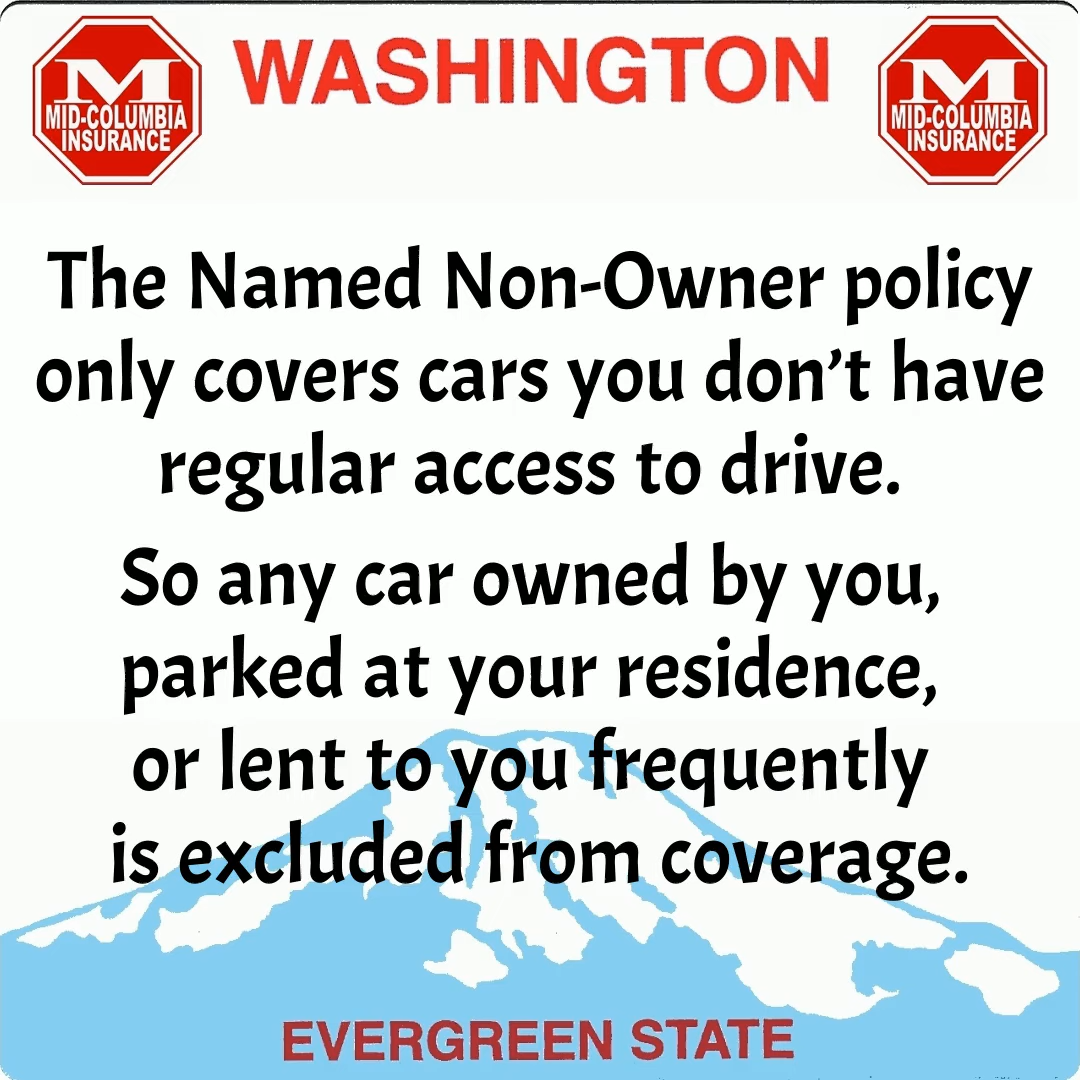 WASHINGTON
M
MID-COLUMBIA
INSURANCE
M
MID-COLUMBIA
INSURANCE
The Named Non-Owner policy
only covers cars you don’t have
regular access to drive.
So any car owned by you,
parked at your residence,
or lent to you frequently
is excluded from coverage.
EVERGREEN STATE